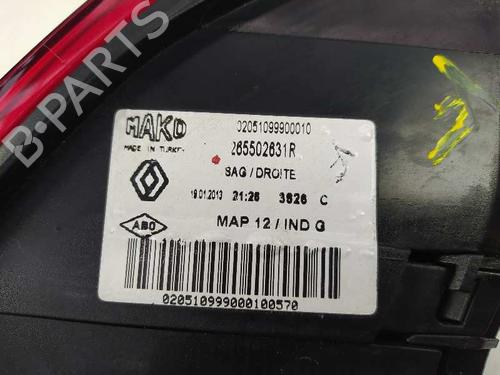 B-PARTS
MAKO
MADE IN TURKEY
02051099900010
265502631R
SAG / DROITE
19.01.2013 21:26 3626 C
ABO
MAP 12 / IND G
020510999000100570